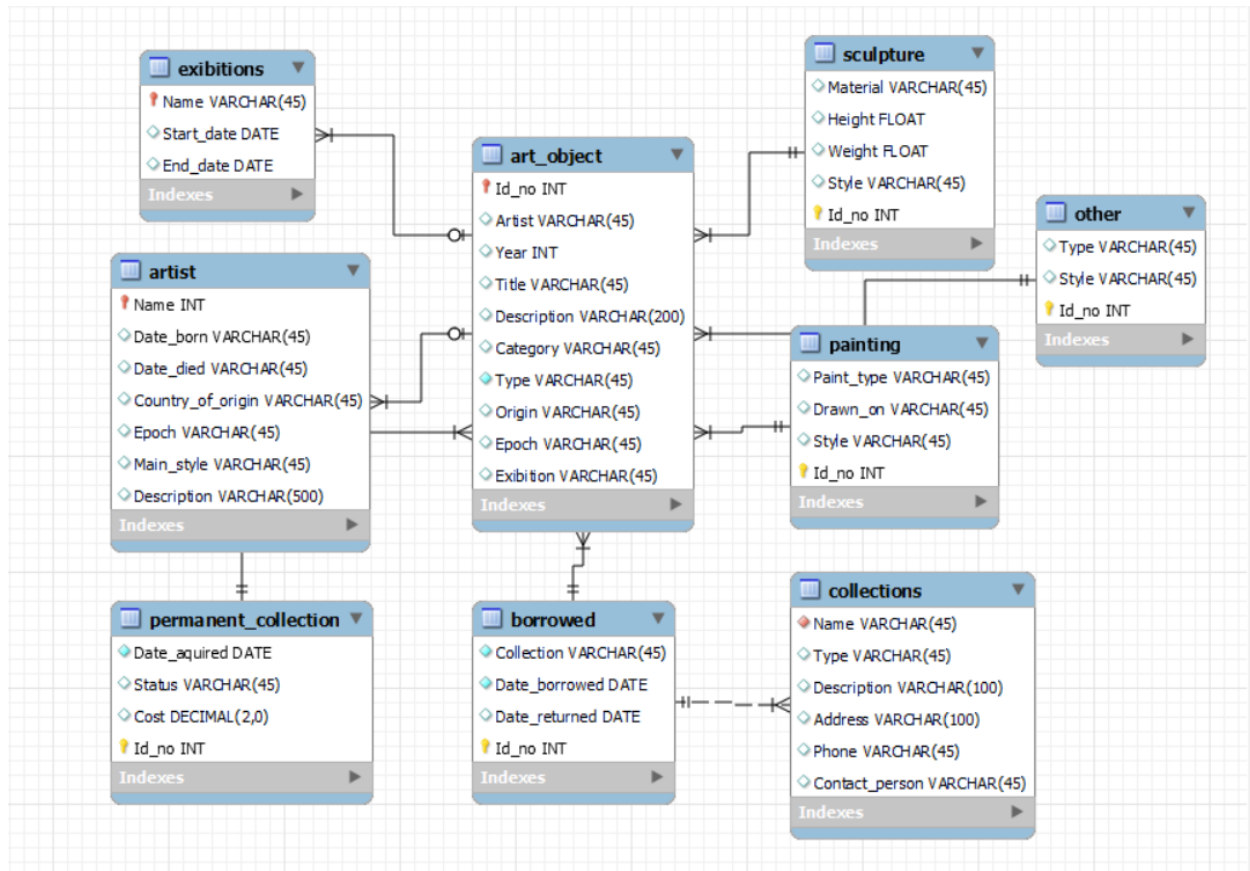 exibitions
Name VARCHAR(45)
Start_date DATE
End_date DATE
Indexes
artist
Name INT
Date_born VARCHAR(45)
Date_died VARCHAR(45)
Country_of_origin VARCHAR(45)
Epoch VARCHAR(45)
Main_style VARCHAR(45)
Description VARCHAR(500)
Indexes
permanent_collection
Date_aquired DATE
Status VARCHAR(45)
Cost DECIMAL(2,0)
Id_no INT
Indexes
art_object
Id_no INT
Artist VARCHAR(45)
Year INT
Title VARCHAR(45)
Description VARCHAR(200)
Category VARCHAR(45)
Type VARCHAR(45)
Origin VARCHAR(45)
Epoch VARCHAR(45)
Exibition VARCHAR(45)
Indexes
borrowed
Collection VARCHAR(45)
Date_borrowed DATE
Date_returned DATE
Id_no INT
Indexes
sculpture
Material VARCHAR(45)
Height FLOAT
Weight FLOAT
Style VARCHAR(45)
Id_no INT
Indexes
other
Type VARCHAR(45)
Style VARCHAR(45)
Id_no INT
Indexes
painting
Paint_type VARCHAR(45)
Drawn_on VARCHAR(45)
Style VARCHAR(45)
Id_no INT
Indexes
collections
Name VARCHAR(45)
Type VARCHAR(45)
Description VARCHAR(100)
Address VARCHAR(100)
Phone VARCHAR(45)
Contact_person VARCHAR(45)
Indexes